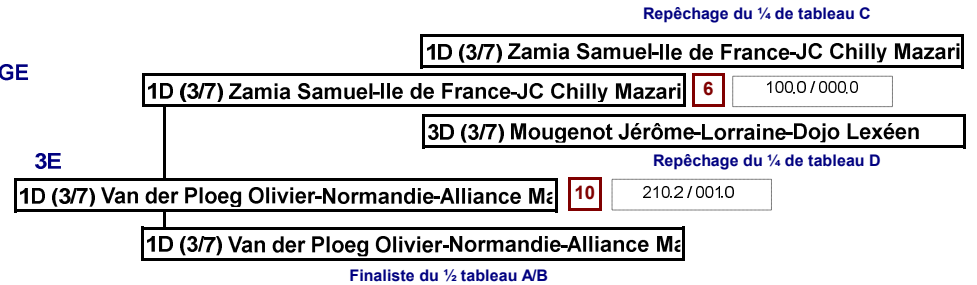 Repêchage du ¼ de tableau C
1D (3/7) Zamia Samuel-Ile de France-JC Chilly Mazari
GE
1D (3/7) Zamia Samuel-Ile de France-JC Chilly Mazari 6 100.0 / 000.0
3D (3/7) Mougenot Jérôme-Lorraine-Dojo Lexéen
3E Repêchage du ¼ de tableau D
1D (3/7) Van der Ploeg Olivier-Normandie-Alliance Ma 10 210.2 / 001.0
1D (3/7) Van der Ploeg Olivier-Normandie-Alliance Ma
Finaliste du ½ tableau A/B